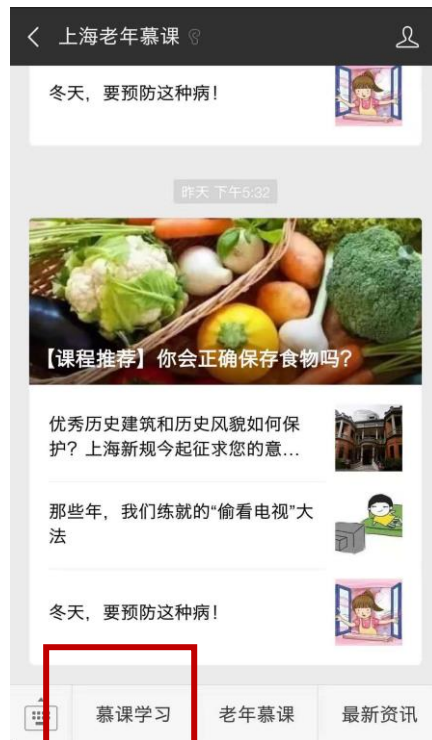 上海老年慕课
冬天，要预防这种病！
昨天 下午5:32
【课程推荐】你会正确保存食物吗？
优秀历史建筑和历史风貌如何保
护？上海新规今起征求您的意...
那些年，我们练就的“偷看电视”大
法
冬天，要预防这种病！
慕课学习
老年慕课
最新资讯